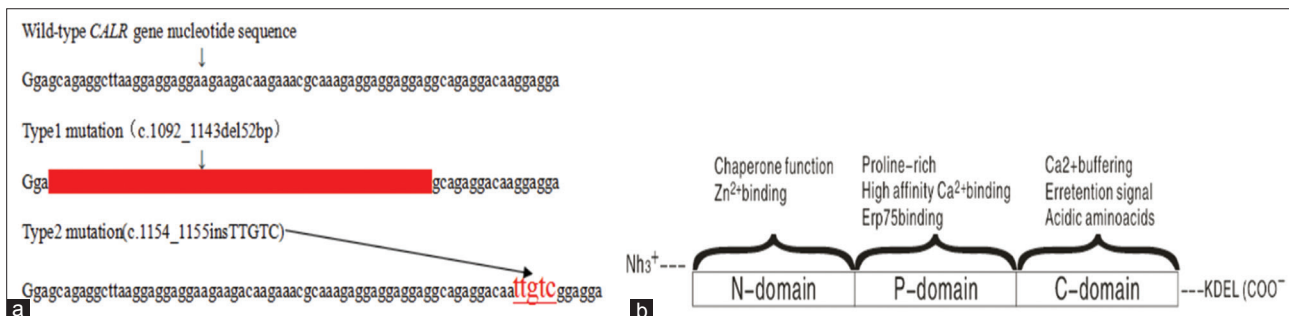 Wild-type CALR gene nucleotide sequence
Ggagcagaggcttaaggaggaggaagaagacaagaaacgcaaagaggaggaggaggcagaggacaaggagga
Type1 mutation (c.1092_1143del52bp)
Gga gcagaggacaaggagga
Type2 mutation(c.1154_1155insTTGTC)
Ggagcagaggcttaaggaggaggaagaagacaagaaacgcaaagaggaggaggaggcagaggacaattgtcggagga
a
Chaperone function
Zn²⁺binding
Proline-rich
High affinity Ca²⁺binding
Erp75binding
Ca2+buffering
Erretention signal
Acidic aminoacids
Nh₃⁺---
N-domain
P-domain
C-domain
---KDEL (COO⁻
b